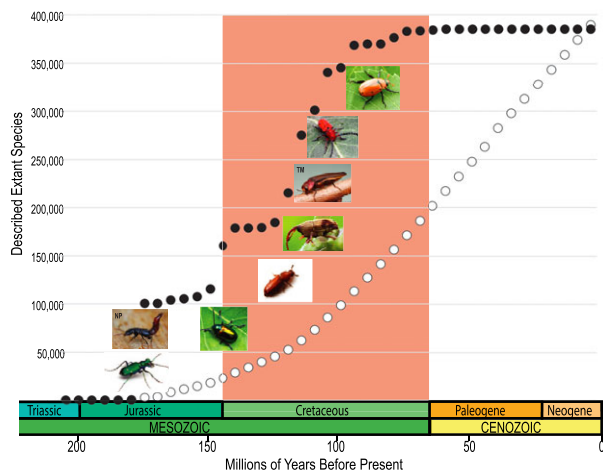 400,000
350,000
300,000
250,000
200,000
150,000
100,000
50,000
Described Extant Species
TM
NP
Triassic Jurassic Cretaceous Paleogene Neogene
MESOZOIC CENOZOIC
200 150 100 50 0
Millions of Years Before Present